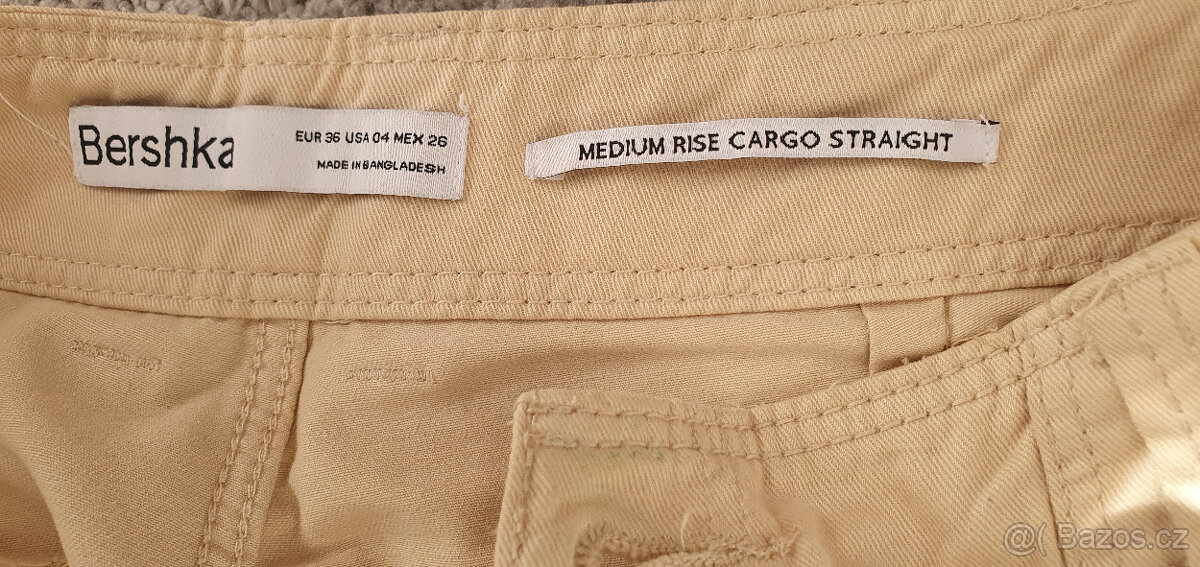 Bershka
EUR 36 USA 04 MEX 26
MADE IN BANGLADESH
MEDIUM RISE CARGO STRAIGHT
@( Bazos.cz